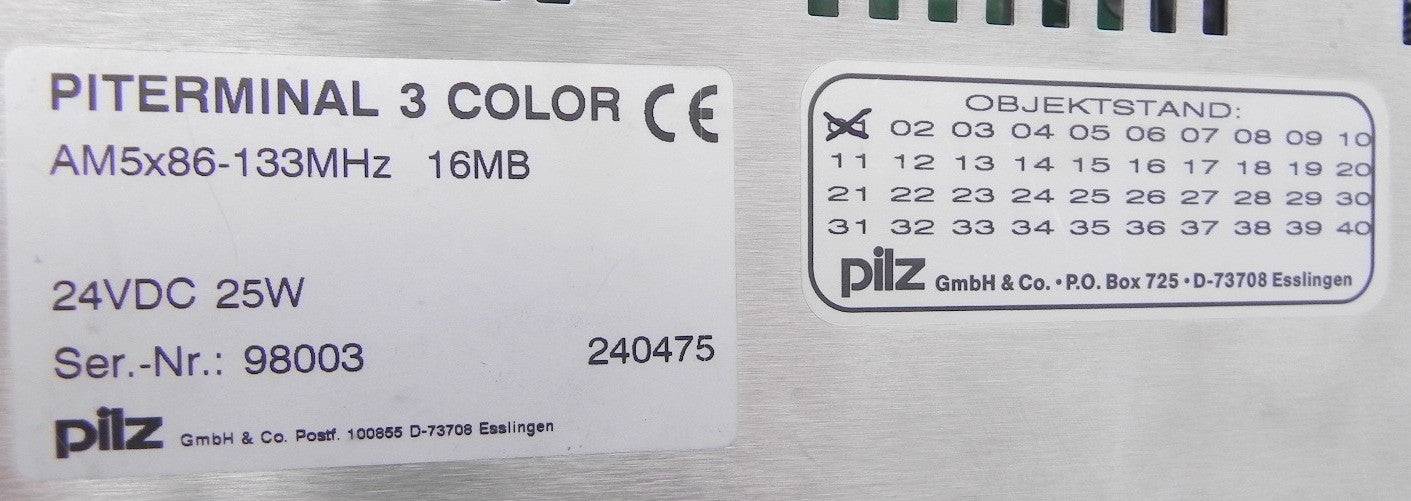 PITERMINAL 3 COLOR CE
AM5x86-133MHz 16MB
24VDC 25W
Ser.-Nr.: 98003 240475
pilz GmbH & Co. Postf. 100855 D-73708 Esslingen
OBJEKTSTAND:
02 03 04 05 06 07 08 09 10
11 12 13 14 15 16 17 18 19 20
21 22 23 24 25 26 27 28 29 30
31 32 33 34 35 36 37 38 39 40
pilz GmbH & Co. • P.O. Box 725 • D-73708 Esslingen